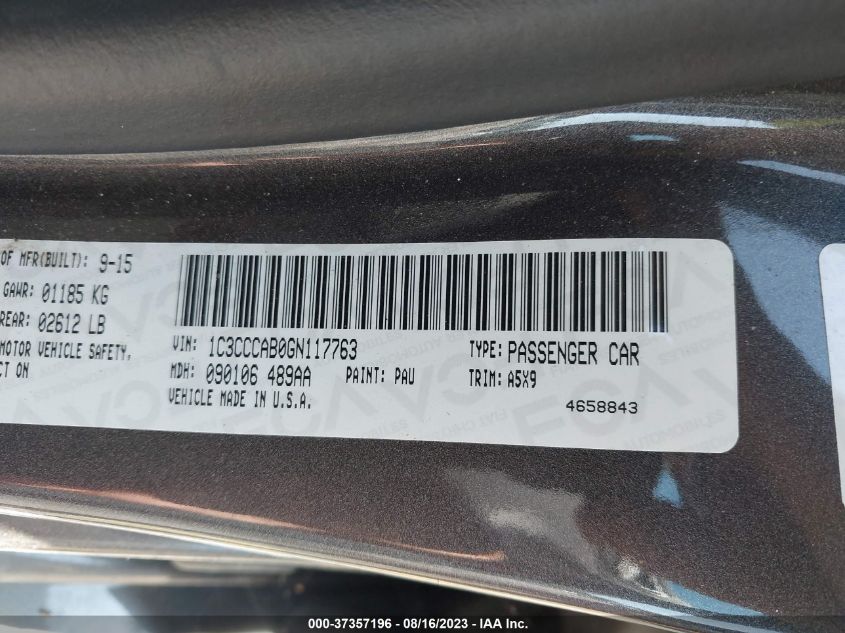 OF MFR(BUILT): 9-15
GAWR: 01185 KG
REAR: 02612 LB
MOTOR VEHICLE SAFETY,
CT ON
VIN: 1C3CCCAB0GN117763 TYPE: PASSENGER CAR
MDH: 090106 489AA PAINT: PAU TRIM: A5X9
VEHICLE MADE IN U.S.A. 4658843
000-37357196 - 08/16/2023 - IAA Inc.